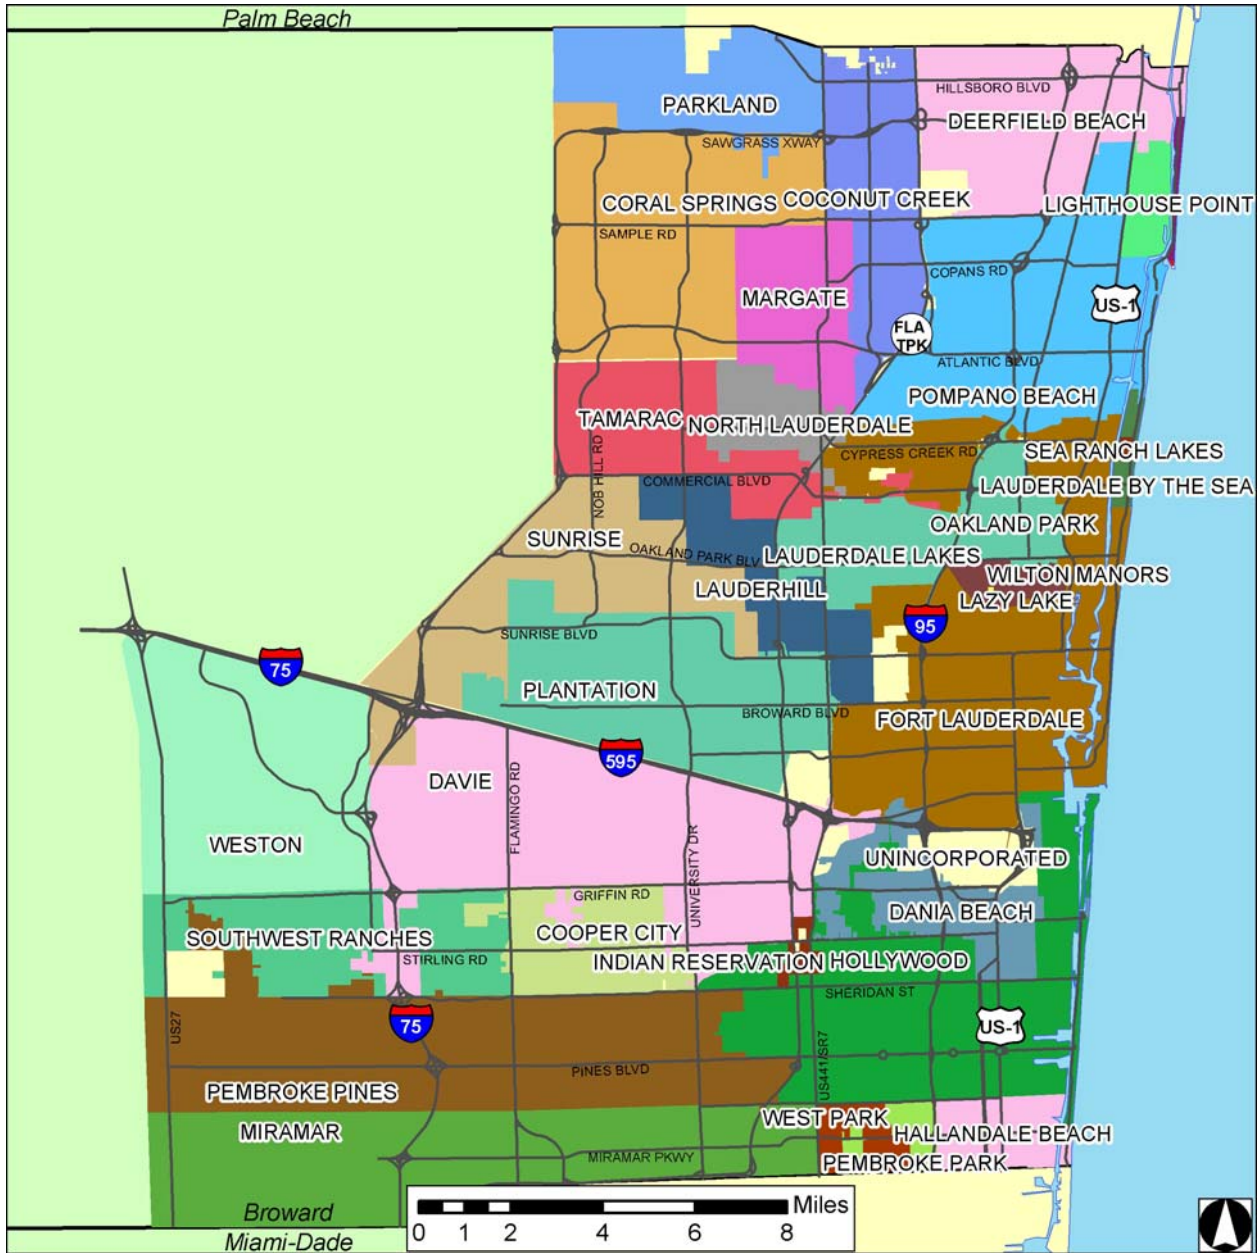 Palm Beach
HILLSBORO BLVD
PARKLAND
DEERFIELD BEACH
SAWGRASS XWAY
CORAL SPRINGS
COCONUT CREEK
LIGHTHOUSE POINT
SAMPLE RD
COPANS RD
MARGATE
US-1
FLA
TPK
ATLANTIC BLVD
POMPANO BEACH
TAMARAC
NORTH LAUDERDALE
NOB HILL RD
CYPRESS CREEK RD
SEA RANCH LAKES
COMMERCIAL BLVD
LAUDERDALE BY THE SEA
OAKLAND PARK
SUNRISE
OAKLAND PARK BLV
LAUDERDALE LAKES
WILTON MANORS
LAUDERHILL
LAZY LAKE
95
SUNRISE BLVD
75
PLANTATION
BROWARD BLVD
FORT LAUDERDALE
595
DAVIE
FLAMINGO RD
UNIVERSITY DR
WESTON
UNINCORPORATED
GRIFFIN RD
DANIA BEACH
COOPER CITY
SOUTHWEST RANCHES
STIRLING RD
INDIAN RESERVATION
HOLLYWOOD
SHERIDAN ST
75
US-1
US27
US441/SR7
PINES BLVD
PEMBROKE PINES
WEST PARK
MIRAMAR
HALLANDALE BEACH
MIRAMAR PKWY
PEMBROKE PARK
Broward
Miles
0 1 2 4 6 8
Miami-Dade